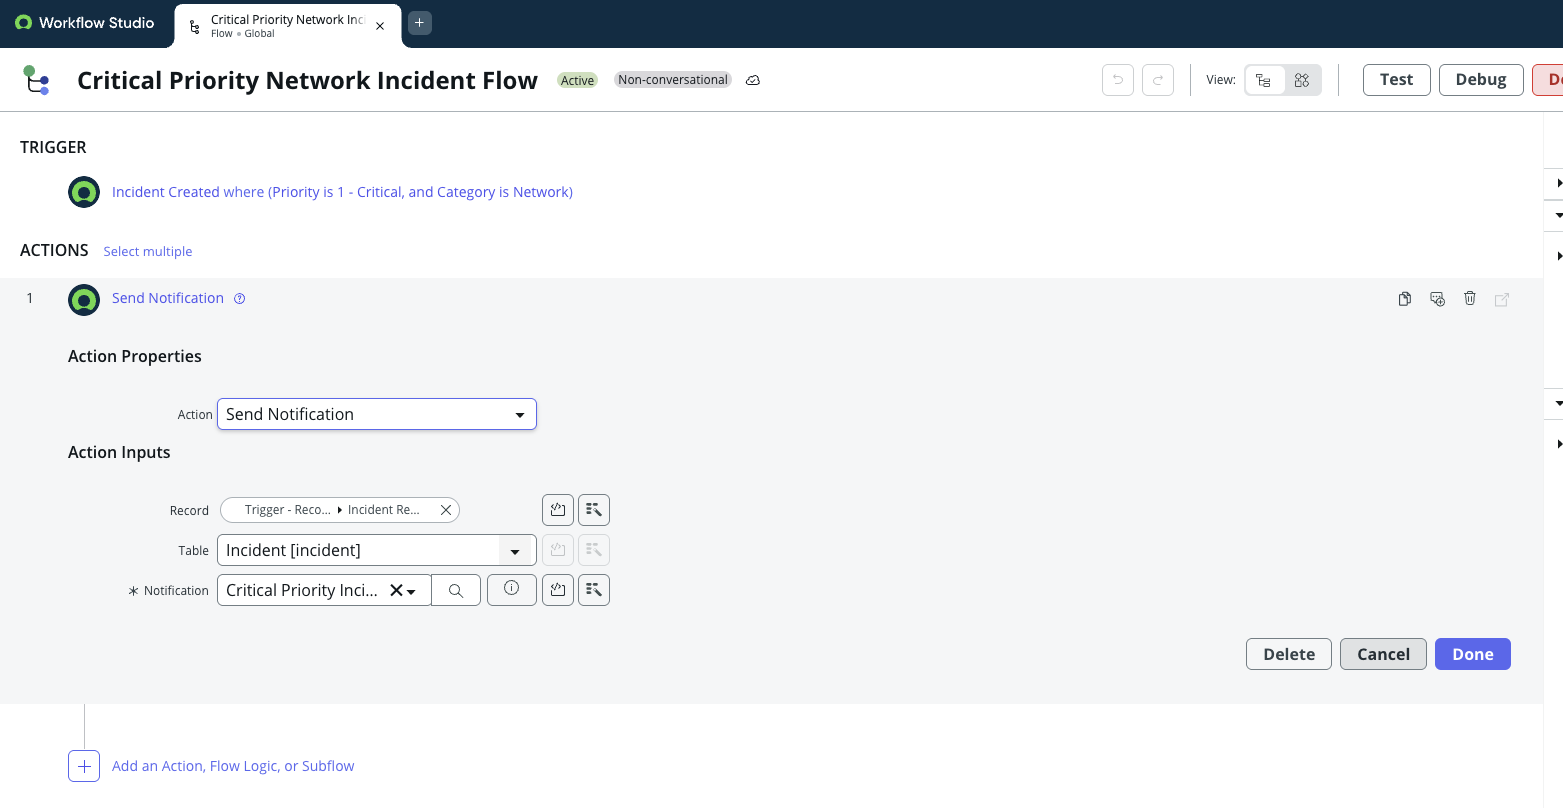 Workflow Studio
Critical Priority Network Inci
Flow • Global
Critical Priority Network Incident Flow
Active
Non-conversational
View:
Test
Debug
TRIGGER
Incident Created where (Priority is 1 - Critical, and Category is Network)
ACTIONS
Select multiple
1
Send Notification
Action Properties
Action
Send Notification
Action Inputs
Record
Trigger - Reco...
Incident Re...
Table
Incident [incident]
* Notification
Critical Priority Inci...
Delete
Cancel
Done
Add an Action, Flow Logic, or Subflow